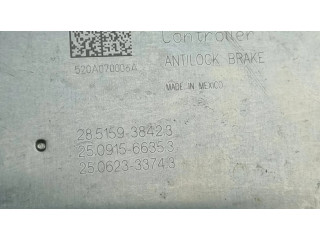 Controller
520A070006A
ANTILOCK BRAKE
MADE IN MEXICO
28.5159-3842.3
25.0915-6635.3
25.0623-3374.3